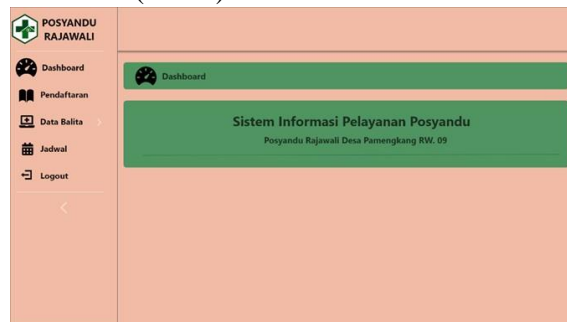 POSYANDU
RAJAWALI
Dashboard
Pendaftaran
Data Balita
Jadwal
Logout
Dashboard
Sistem Informasi Pelayanan Posyandu
Posyandu Rajawali Desa Pamengkang RW. 09